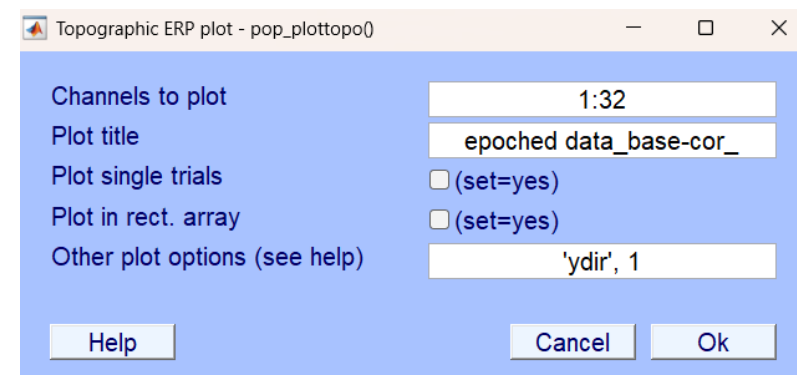 Topographic ERP plot - pop_plottopo()
Channels to plot 1:32
Plot title epoched data_base-cor_
Plot single trials (set=yes)
Plot in rect. array (set=yes)
Other plot options (see help) 'ydir', 1
Help Cancel Ok